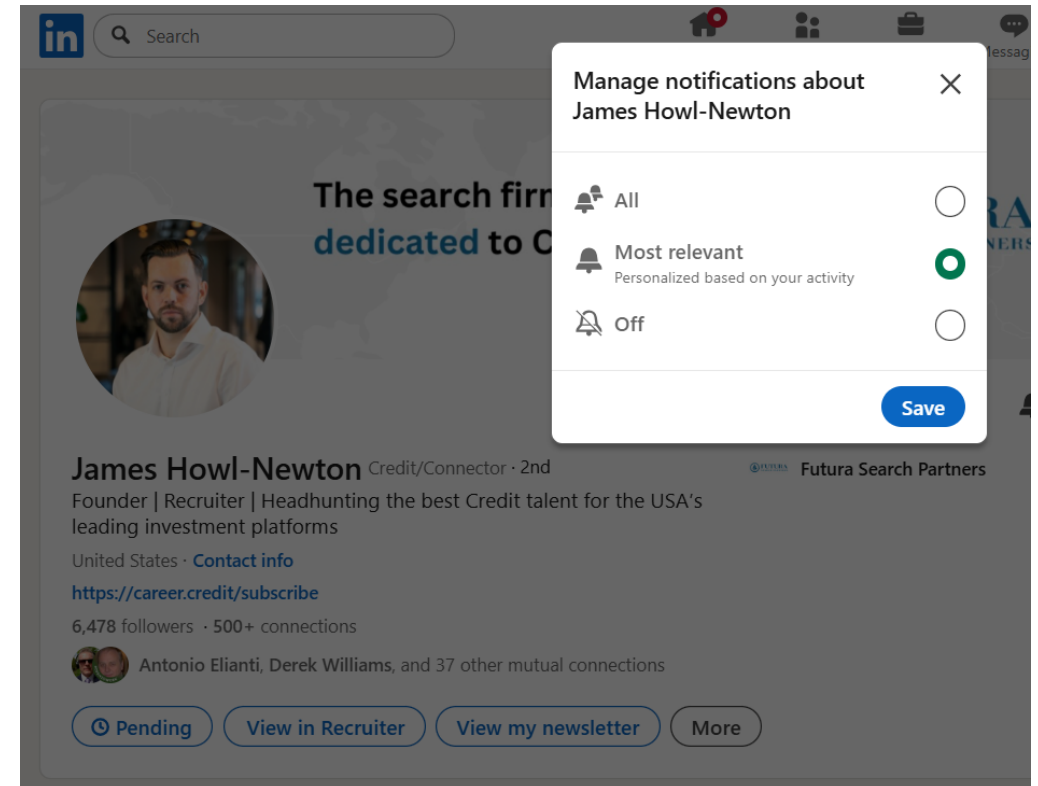 in
Search
Messag
Manage notifications about
James Howl-Newton
All
Most relevant
Personalized based on your activity
Off
Save
The search firm
dedicated to C
RA
NERS
James Howl-Newton Credit/Connector · 2nd
Futura Search Partners
Founder | Recruiter | Headhunting the best Credit talent for the USA's
leading investment platforms
United States · Contact info
https://career.credit/subscribe
6,478 followers · 500+ connections
Antonio Elianti, Derek Williams, and 37 other mutual connections
Pending
View in Recruiter
View my newsletter
More